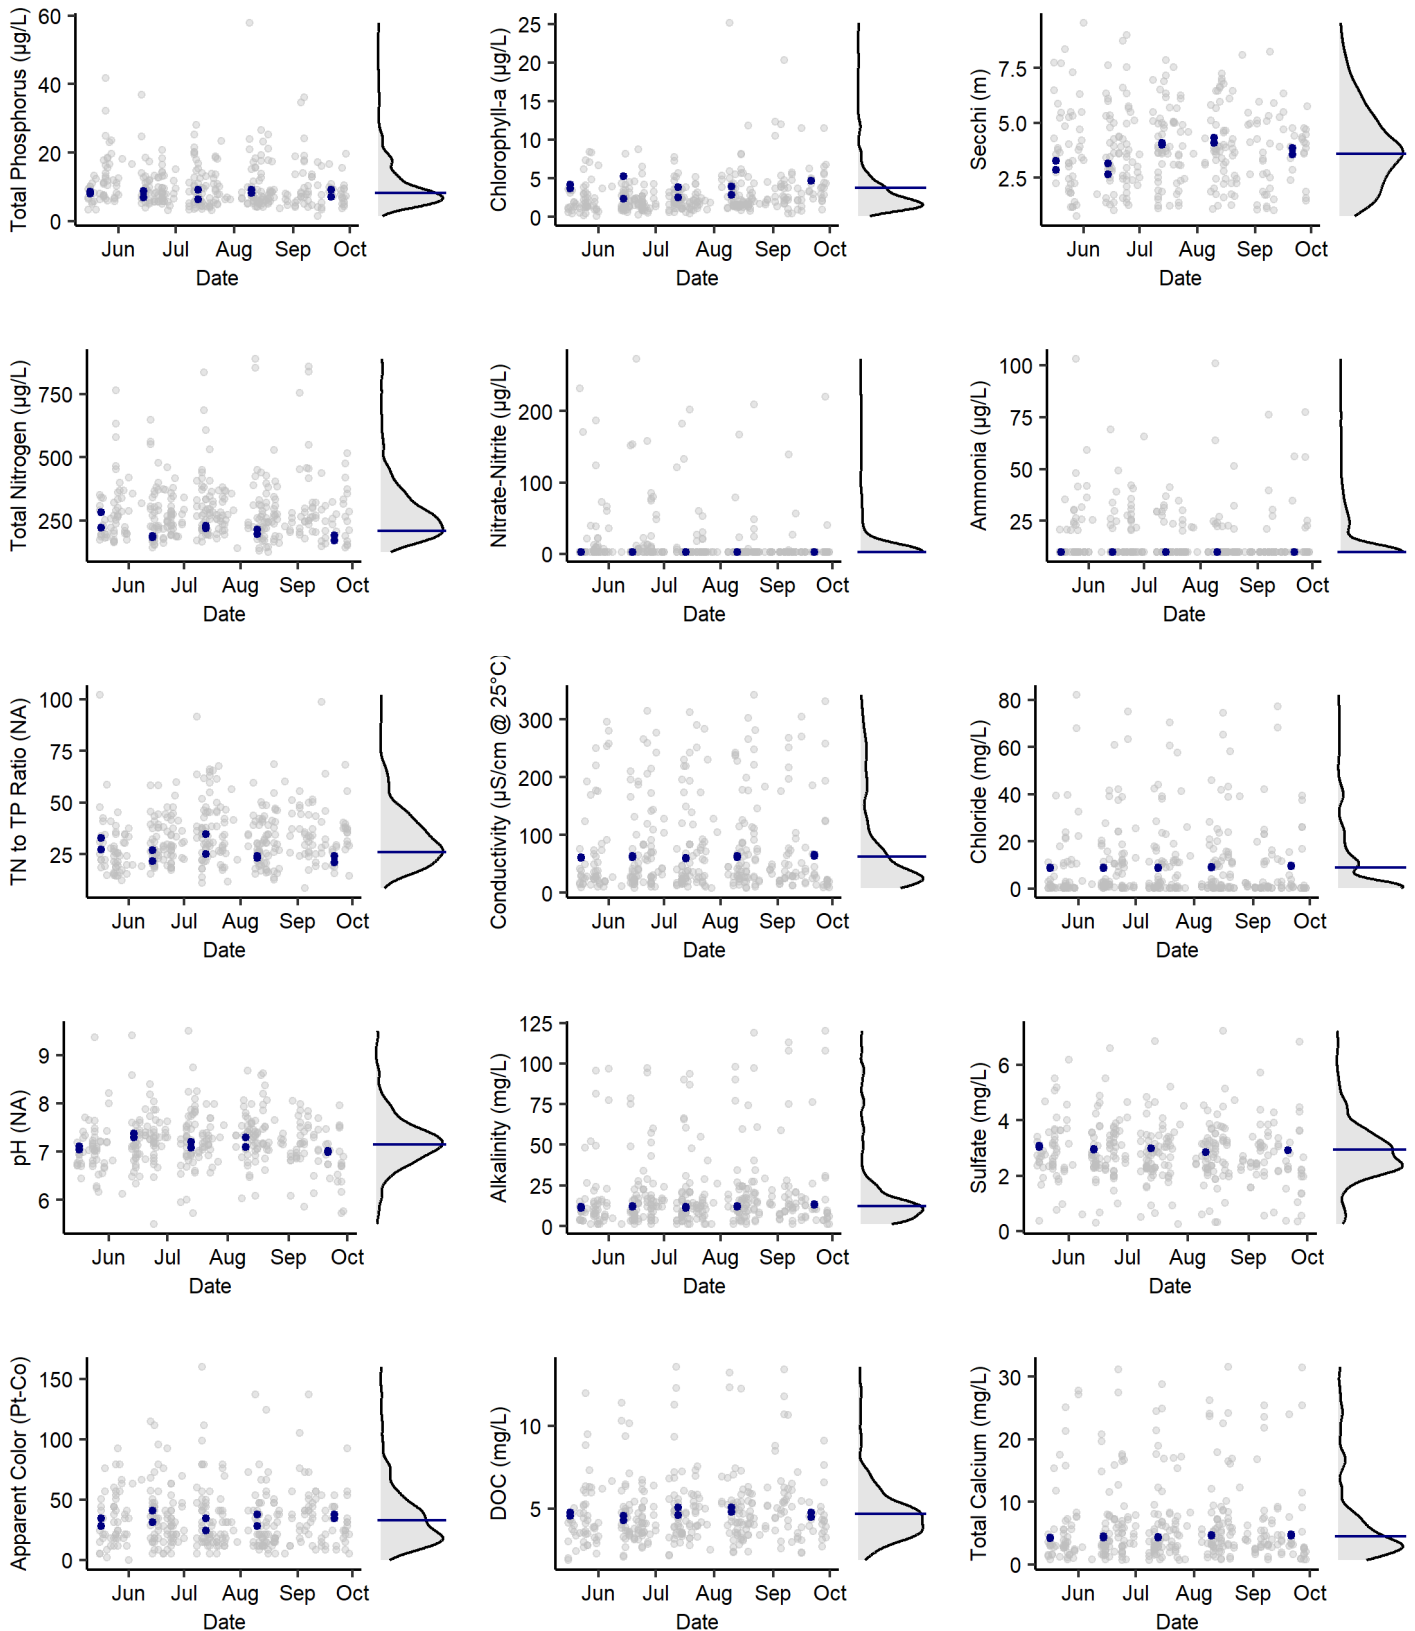 Total Phosphorus (µg/L)
60
40
20
0
Jun Jul Aug Sep Oct
Date
Chlorophyll-a (µg/L)
25
20
15
10
5
0
Jun Jul Aug Sep Oct
Date
Secchi (m)
7.5
5.0
2.5
Jun Jul Aug Sep Oct
Date
Total Nitrogen (µg/L)
750
500
250
Jun Jul Aug Sep Oct
Date
Nitrate-Nitrite (µg/L)
200
100
0
Jun Jul Aug Sep Oct
Date
Ammonia (µg/L)
100
75
50
25
Jun Jul Aug Sep Oct
Date
TN to TP Ratio (NA)
100
75
50
25
Jun Jul Aug Sep Oct
Date
Conductivity (µS/cm @ 25°C)
300
200
100
0
Jun Jul Aug Sep Oct
Date
Chloride (mg/L)
80
60
40
20
0
Jun Jul Aug Sep Oct
Date
pH (NA)
9
8
7
6
Jun Jul Aug Sep Oct
Date
Alkalinity (mg/L)
125
100
75
50
25
0
Jun Jul Aug Sep Oct
Date
Sulfate (mg/L)
6
4
2
0
Jun Jul Aug Sep Oct
Date
Apparent Color (Pt-Co)
150
100
50
0
Jun Jul Aug Sep Oct
Date
DOC (mg/L)
10
5
Jun Jul Aug Sep Oct
Date
Total Calcium (mg/L)
30
20
10
0
Jun Jul Aug Sep Oct
Date